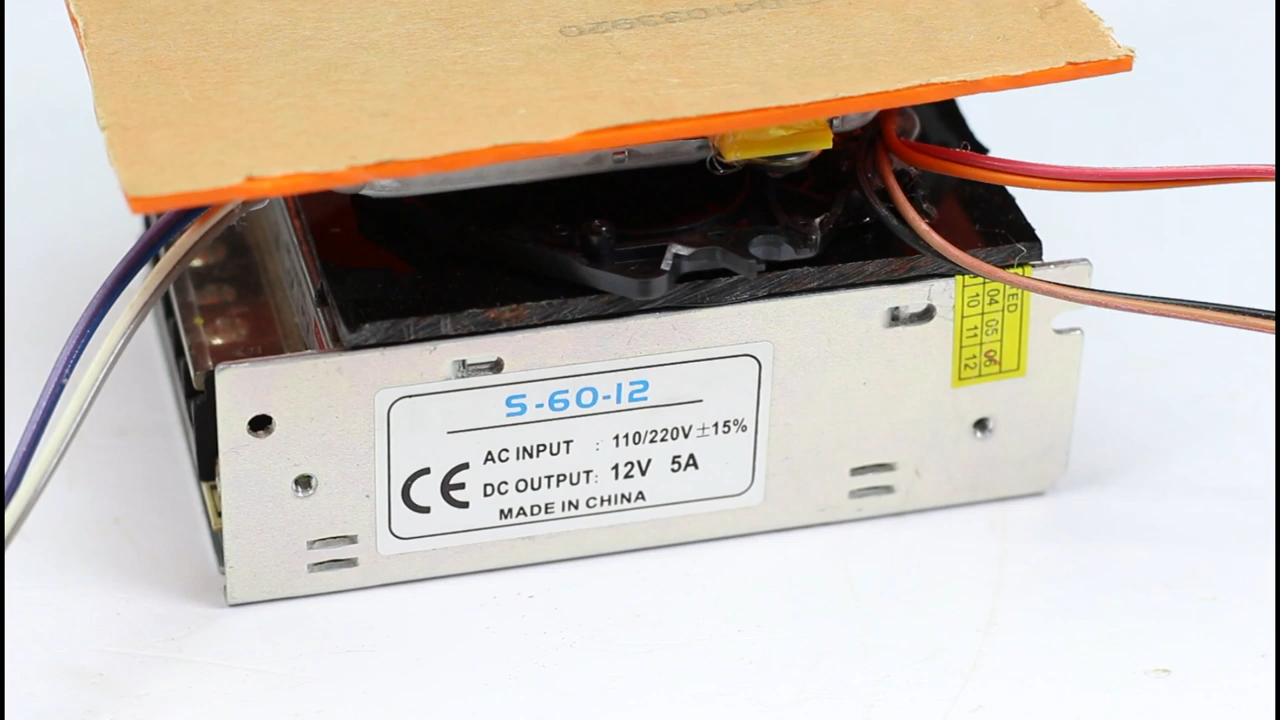 S-60-12
AC INPUT : 110/220V ±15%
DC OUTPUT: 12V 5A
MADE IN CHINA
CE
04 05 06
10 11 12